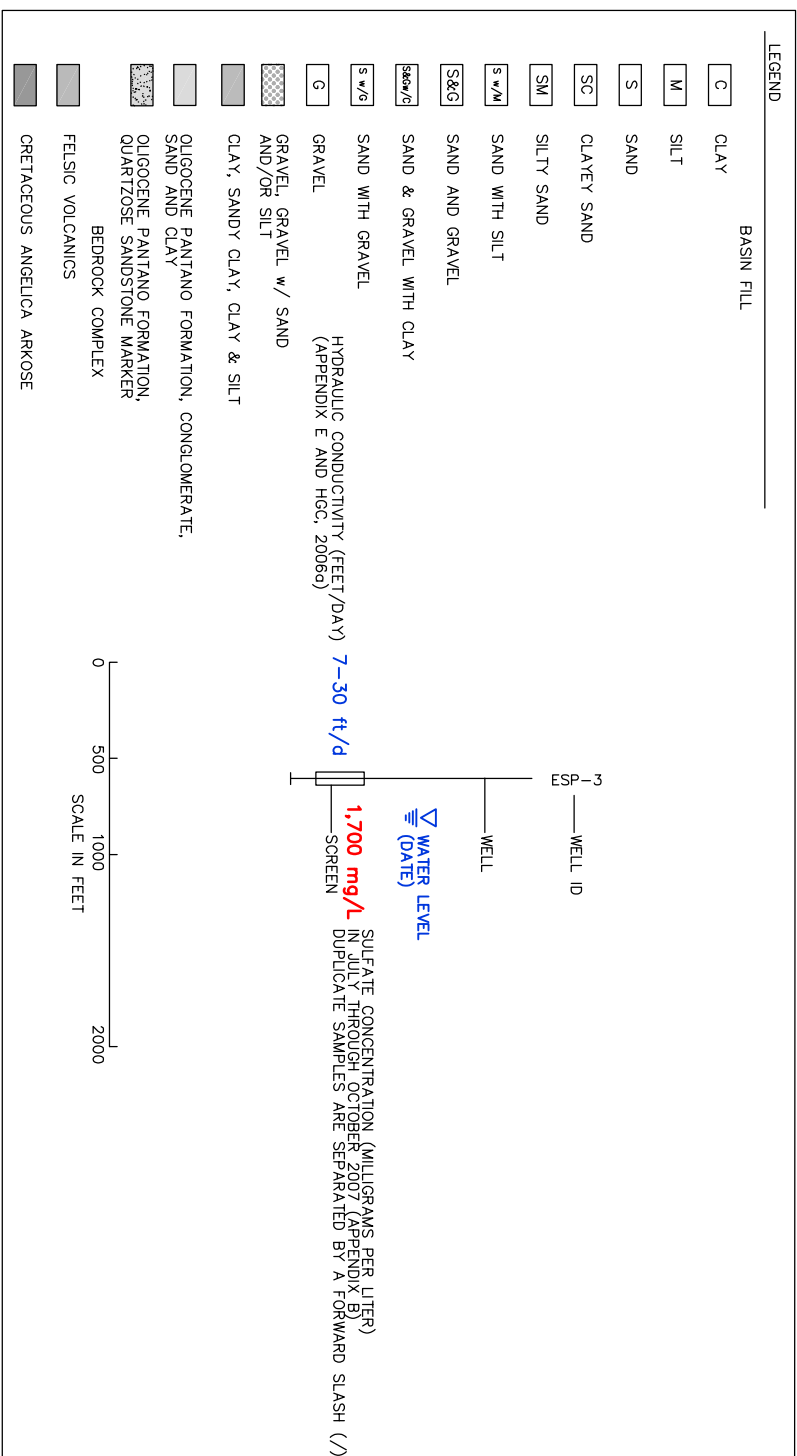 LEGEND
BASIN FILL
C CLAY
M SILT
S SAND
SC CLAYEY SAND
SM SILTY SAND
S w/M SAND WITH SILT
S&G SAND AND GRAVEL
S&Gw/C SAND & GRAVEL WITH CLAY
S w/G SAND WITH GRAVEL
G GRAVEL
GRAVEL, GRAVEL w/ SAND
AND/OR SILT
CLAY, SANDY CLAY, CLAY & SILT
OLIGOCENE PANTANO FORMATION, CONGLOMERATE,
SAND AND CLAY
OLIGOCENE PANTANO FORMATION,
QUARTZOSE SANDSTONE MARKER
BEDROCK COMPLEX
FELSIC VOLCANICS
CRETACEOUS ANGELICA ARKOSE
ESP-3
WELL ID
WELL
WATER LEVEL
(DATE)
HYDRAULIC CONDUCTIVITY (FEET/DAY)
(APPENDIX E AND HGC, 2006a)
7-30 ft/d
1,700 mg/L
SCREEN
SULFATE CONCENTRATION (MILLIGRAMS PER LITER)
IN JULY THROUGH OCTOBER 2007 (APPENDIX B)
DUPLICATE SAMPLES ARE SEPARATED BY A FORWARD SLASH (/)
0 500 1000 2000
SCALE IN FEET